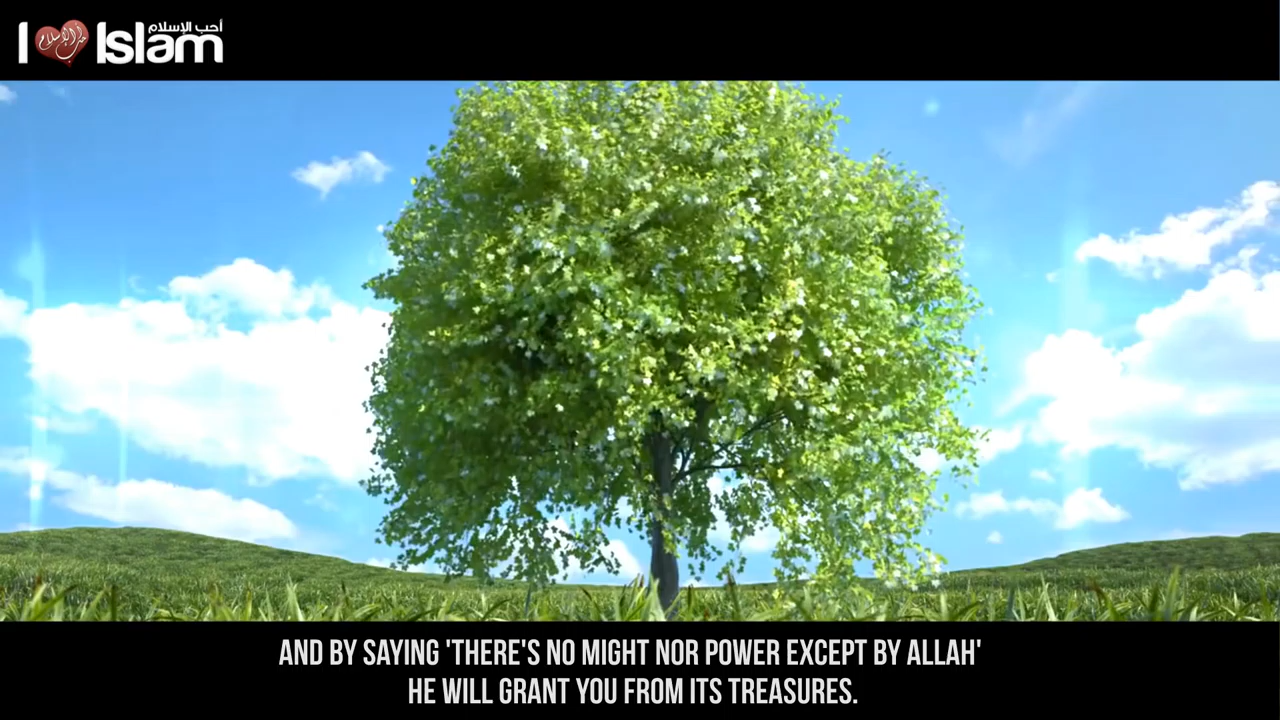 أحب الإسلام
I Islam
AND BY SAYING 'THERE'S NO MIGHT NOR POWER EXCEPT BY ALLAH'
HE WILL GRANT YOU FROM ITS TREASURES.